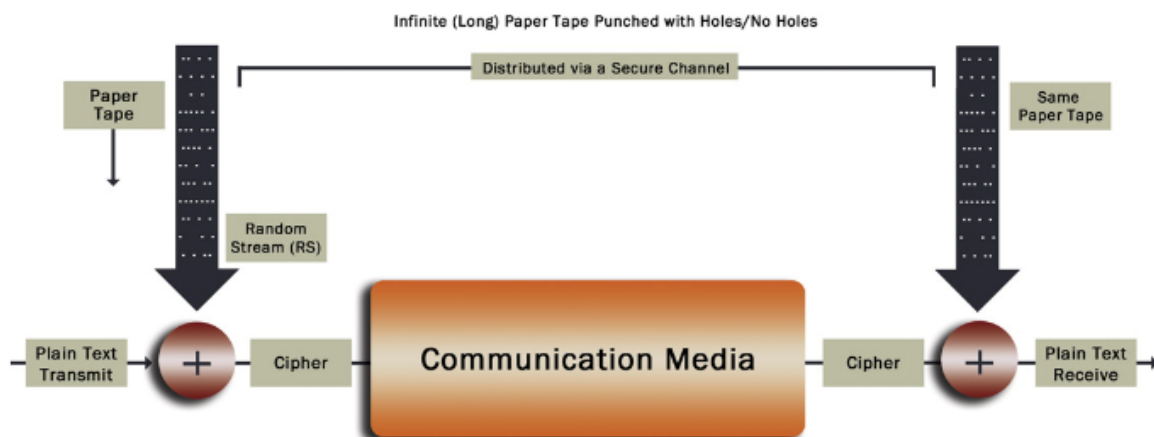 Infinite (Long) Paper Tape Punched with Holes/No Holes
Distributed via a Secure Channel
Paper
Tape
Same
Paper Tape
Random
Stream (RS)
Plain Text
Transmit
+
Cipher
Communication Media
Cipher
+
Plain Text
Receive